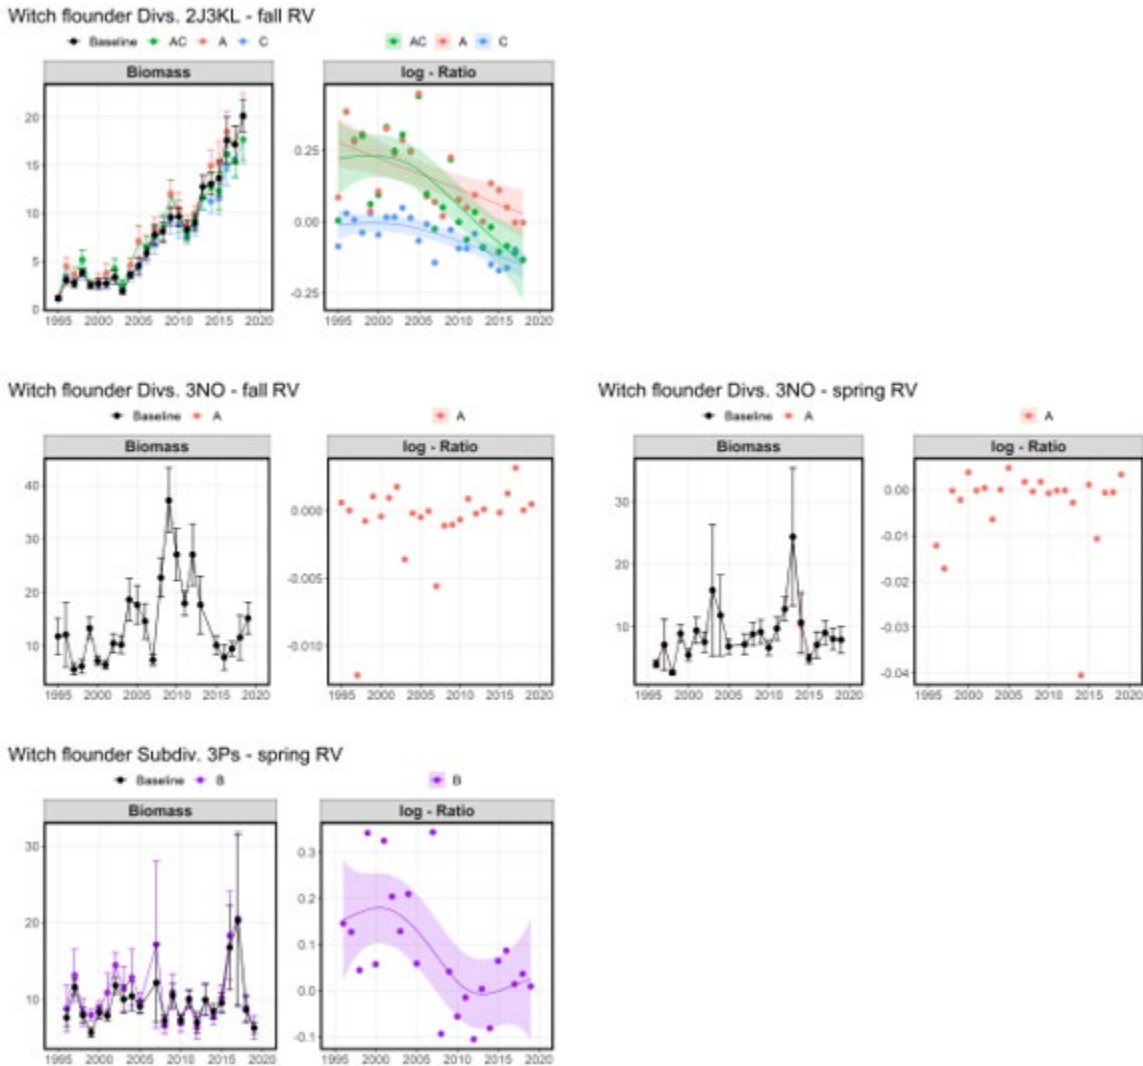 Witch flounder Divs. 2J3KL - fall RV
Baseline AC A C
AC A C
Biomass
log - Ratio
20
15
10
5
0
0.25
0.00
-0.25
1995 2000 2005 2010 2015 2020
1995 2000 2005 2010 2015 2020
Witch flounder Divs. 3NO - fall RV
Baseline A
A
Biomass
log - Ratio
40
30
20
10
0.000
-0.005
-0.010
1995 2000 2005 2010 2015 2020
1995 2000 2005 2010 2015 2020
Witch flounder Divs. 3NO - spring RV
Baseline A
A
Biomass
log - Ratio
30
20
10
0.00
-0.01
-0.02
-0.03
-0.04
1995 2000 2005 2010 2015 2020
1995 2000 2005 2010 2015 2020
Witch flounder Subdiv. 3Ps - spring RV
Baseline B
B
Biomass
log - Ratio
30
20
10
0.3
0.2
0.1
0.0
-0.1
1995 2000 2005 2010 2015 2020
1995 2000 2005 2010 2015 2020